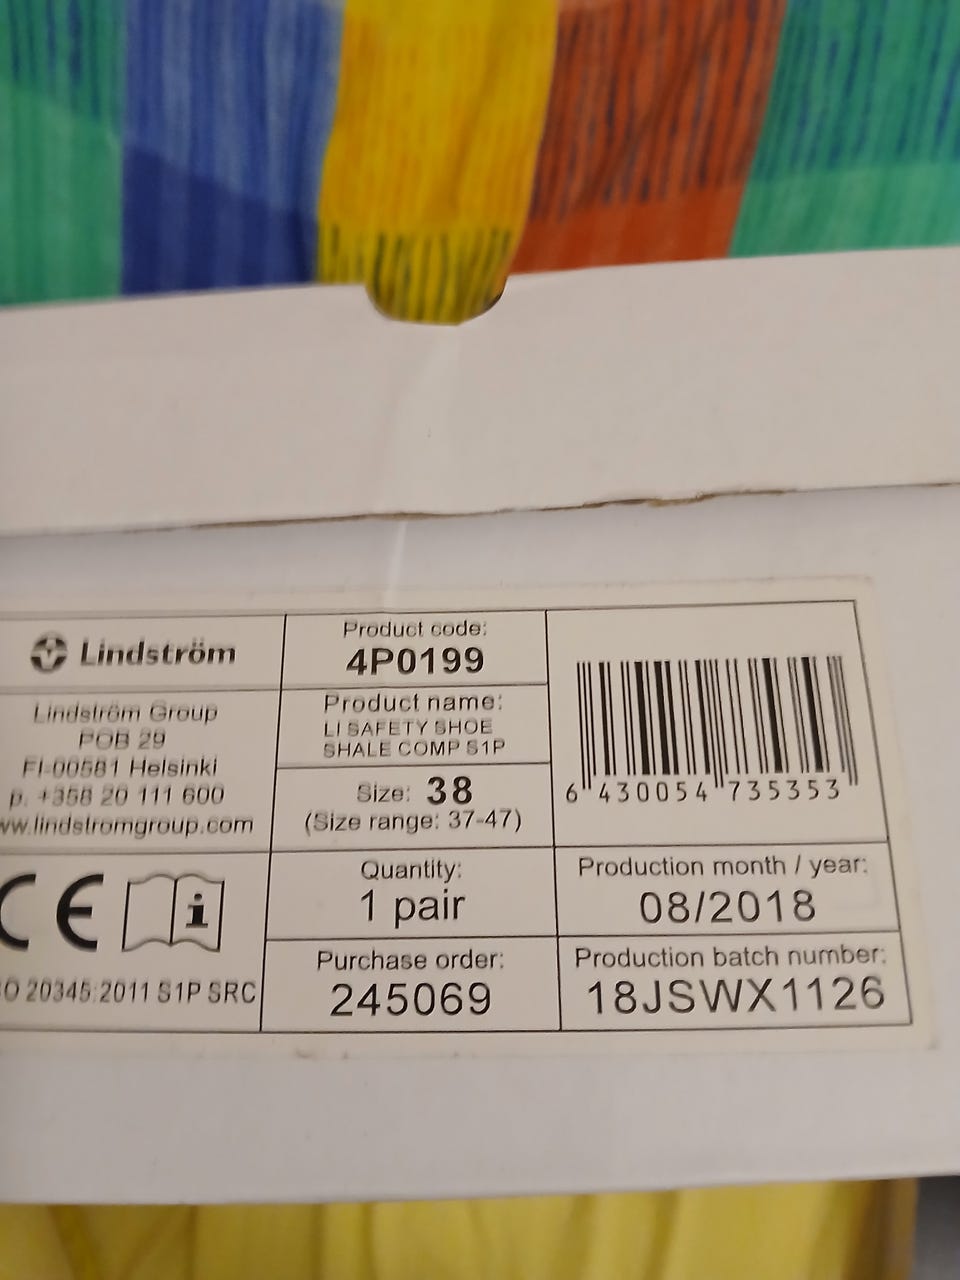 Lindström
Lindström Group
POB 29
FI-00581 Helsinki
p. +358 20 111 600
ww.lindstromgroup.com
CE
i
O 20345:2011 S1P SRC
Product code:
4P0199
Product name:
LI SAFETY SHOE
SHALE COMP S1P
Size: 38
(Size range: 37-47)
Quantity:
1 pair
Purchase order:
245069
6 430054 735353
Production month / year:
08/2018
Production batch number:
18JSWX1126